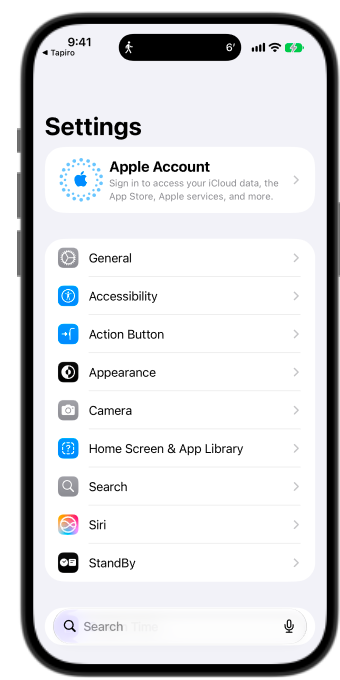 9:41
6′
◀ Tapiro
Settings
Apple Account
Sign in to access your iCloud data, the
App Store, Apple services, and more.
General
Accessibility
Action Button
Appearance
Camera
Home Screen & App Library
Search
Siri
StandBy
Search Time